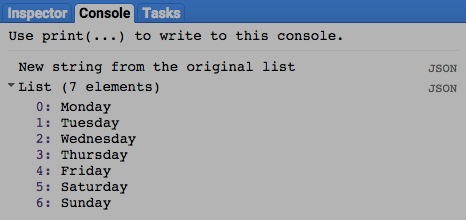 Inspector Console Tasks
Use print(...) to write to this console.
New string from the original list JSON
List (7 elements) JSON
0: Monday
1: Tuesday
2: Wednesday
3: Thursday
4: Friday
5: Saturday
6: Sunday